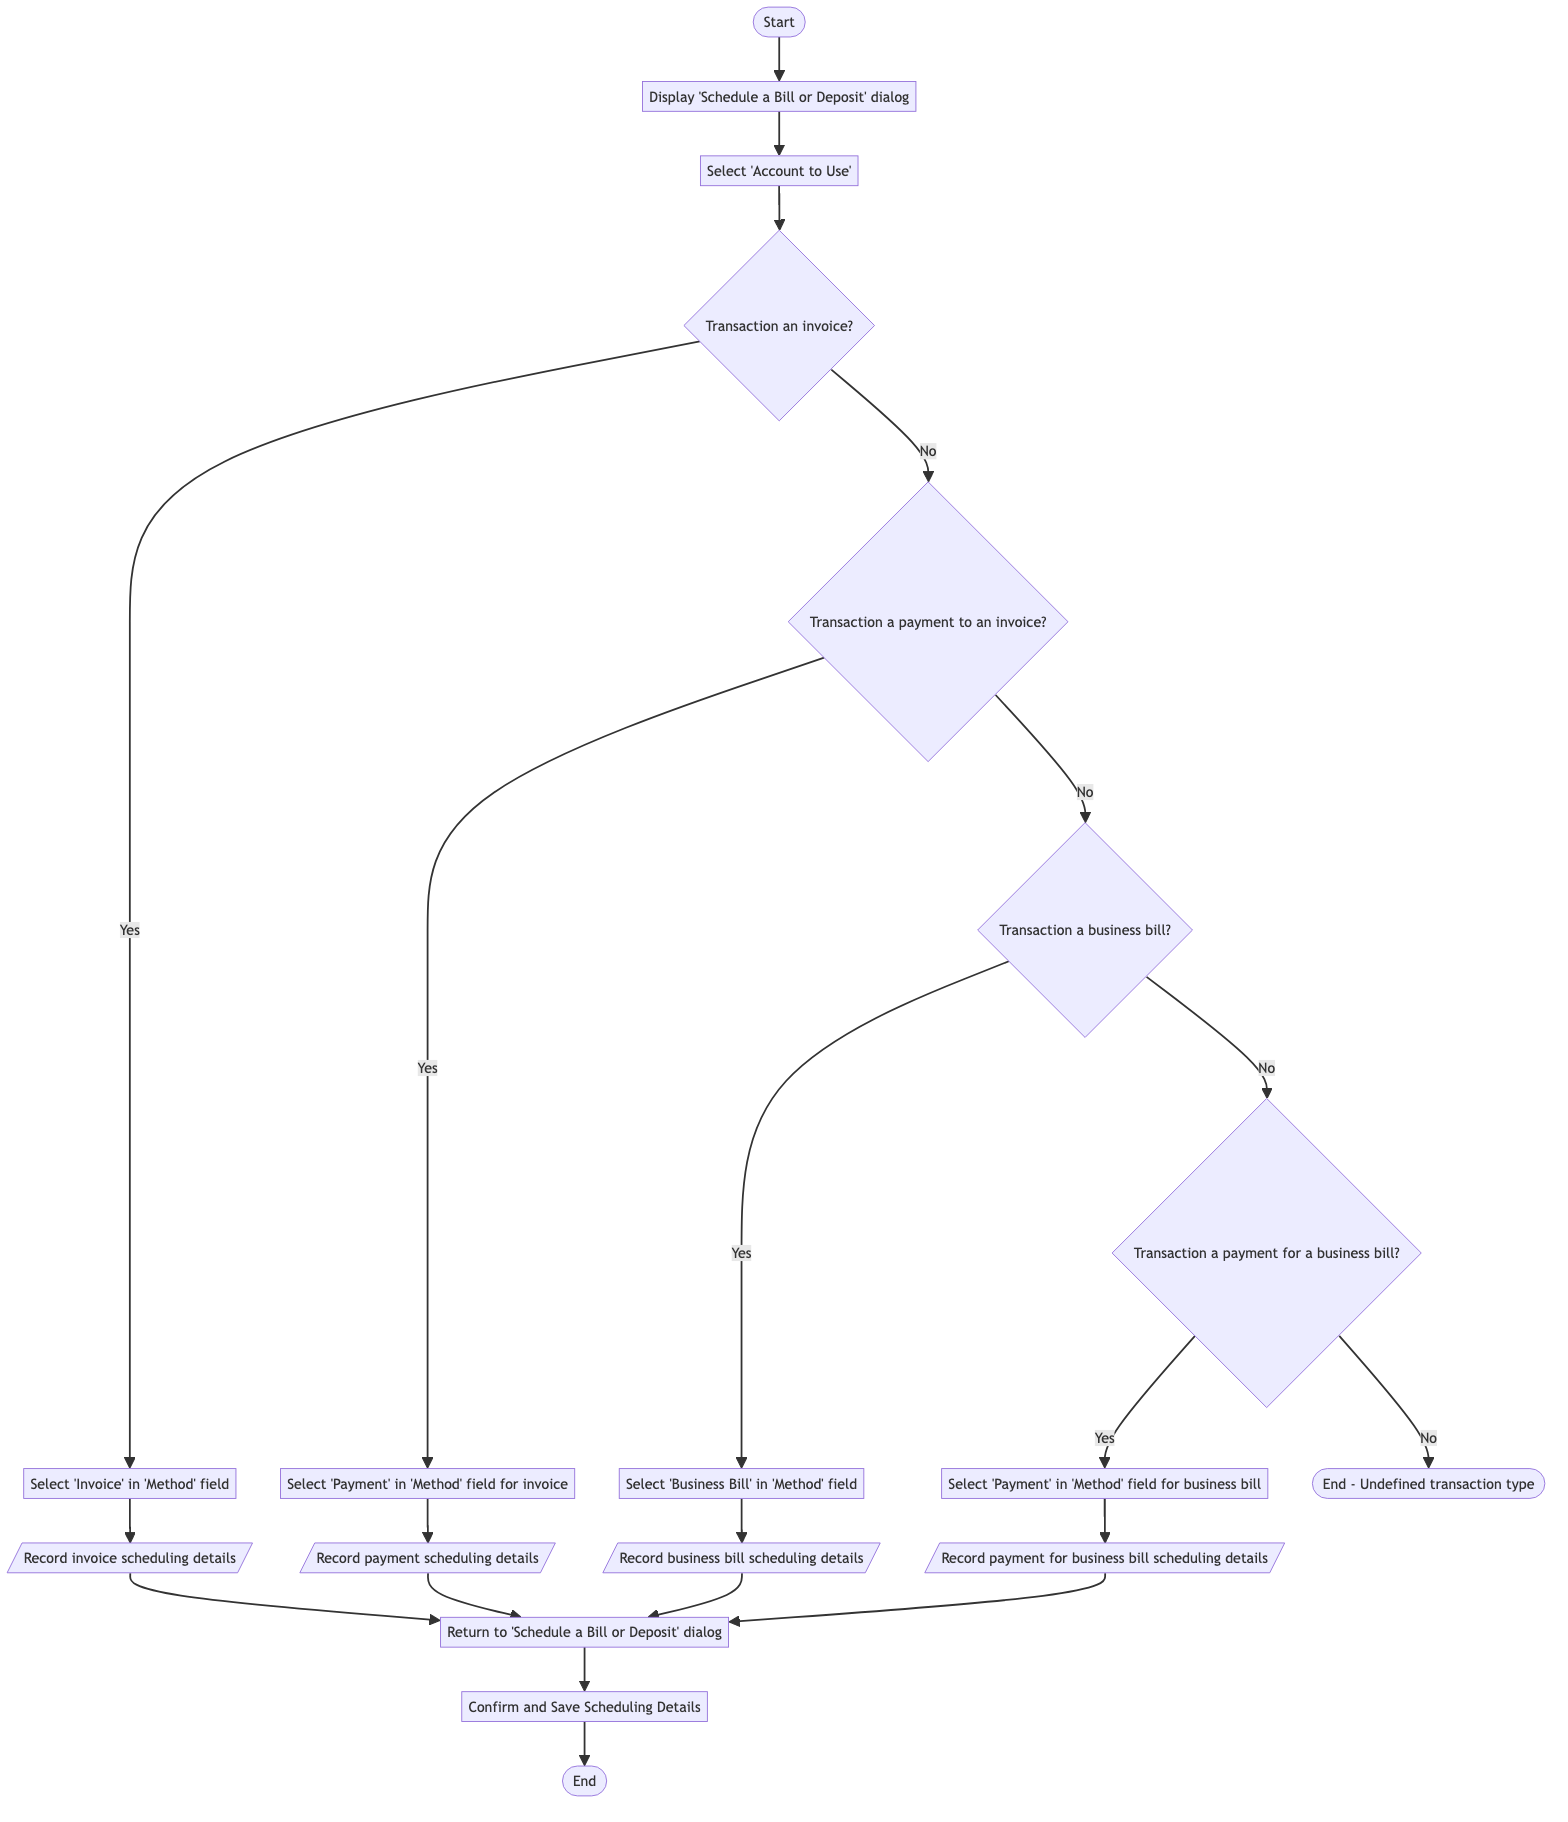 Start
Display 'Schedule a Bill or Deposit' dialog
Select 'Account to Use'
Transaction an invoice?
No
Transaction a payment to an invoice?
No
Yes
Transaction a business bill?
Yes
No
Yes
Transaction a payment for a business bill?
Yes
No
Select 'Invoice' in 'Method' field
Select 'Payment' in 'Method' field for invoice
Select 'Business Bill' in 'Method' field
Select 'Payment' in 'Method' field for business bill
End - Undefined transaction type
Record invoice scheduling details
Record payment scheduling details
Record business bill scheduling details
Record payment for business bill scheduling details
Return to 'Schedule a Bill or Deposit' dialog
Confirm and Save Scheduling Details
End